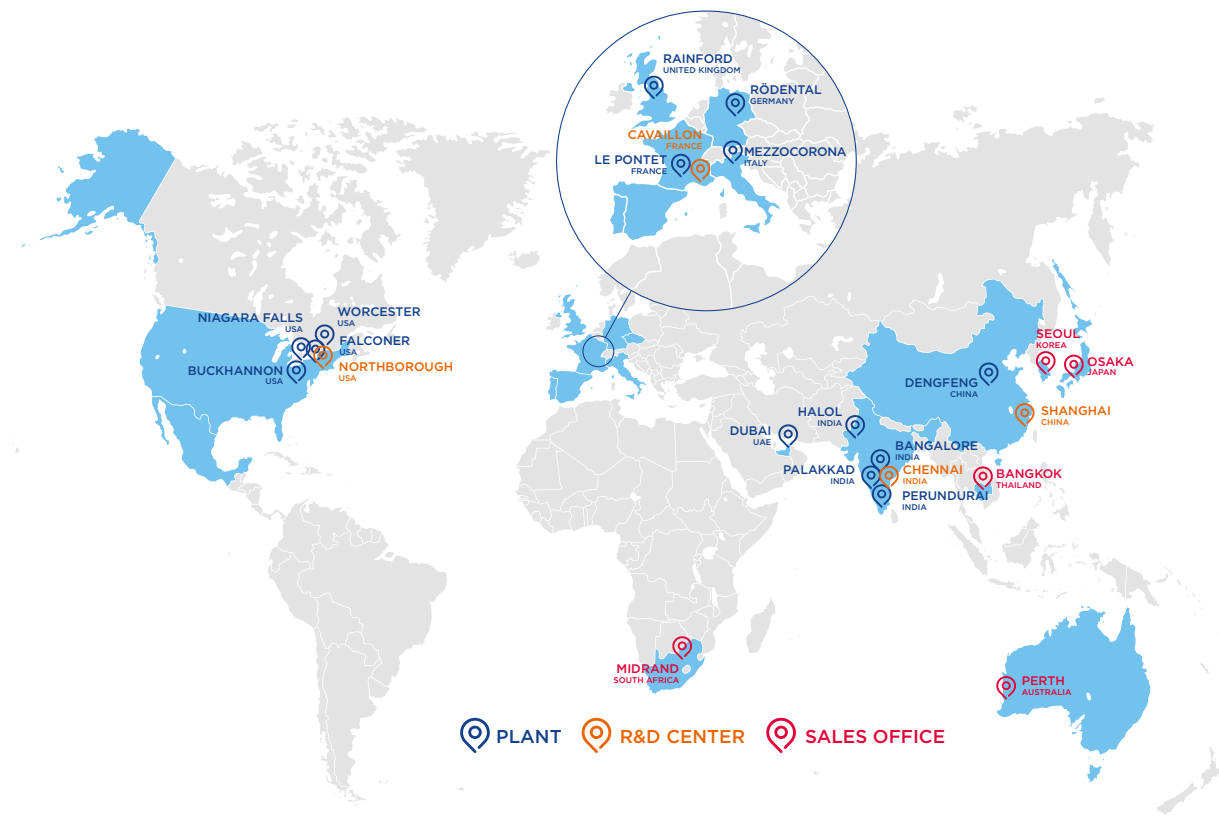 RAINFORD
UNITED KINGDOM
RÖDENTAL
GERMANY
CAVAILLON
FRANCE
LE PONTET
FRANCE
MEZZOCORONA
ITALY
NIAGARA FALLS
USA
WORCESTER
USA
FALCONER
USA
BUCKHANNON
USA
NORTHBOROUGH
USA
SEOUL
KOREA
OSAKA
JAPAN
DENGFENG
CHINA
SHANGHAI
CHINA
HALOL
INDIA
DUBAI
UAE
BANGALORE
INDIA
PALAKKAD
INDIA
CHENNAI
INDIA
PERUNDURAI
INDIA
BANGKOK
THAILAND
MIDRAND
SOUTH AFRICA
PERTH
AUSTRALIA
PLANT
R&D CENTER
SALES OFFICE